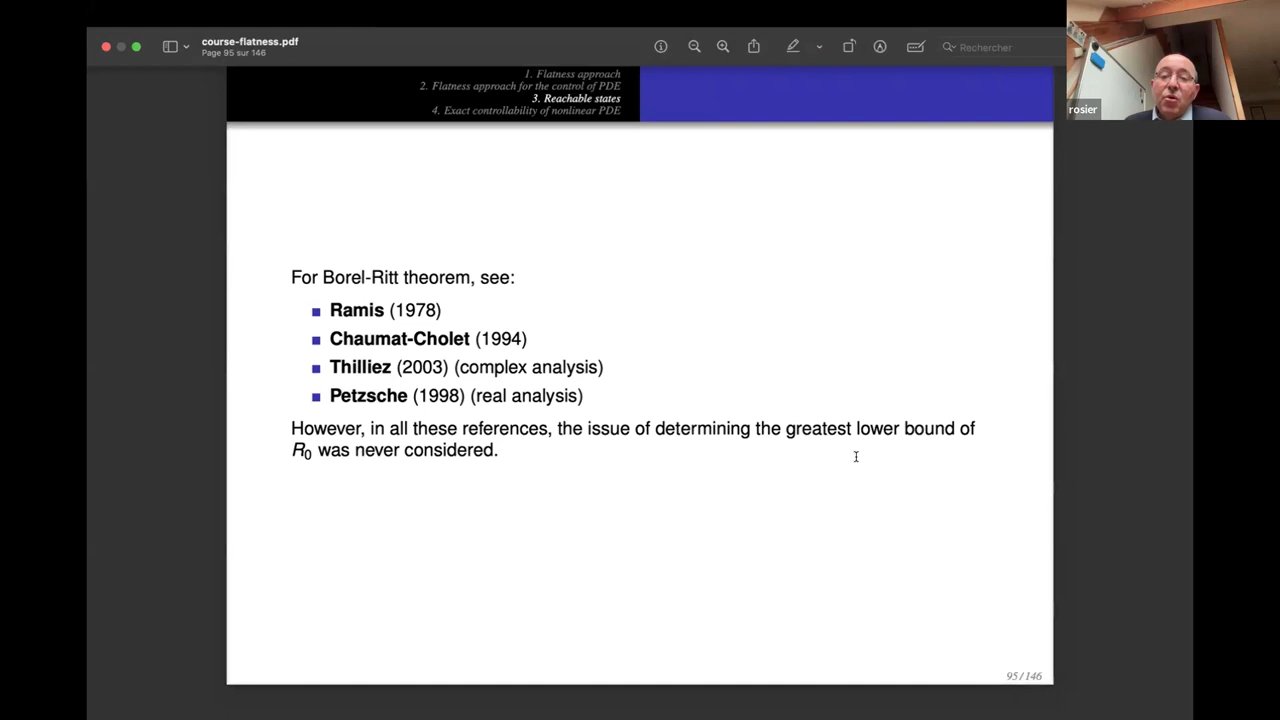 course-flatness.pdf
Page 95 sur 146
Rechercher
rosier
1. Flatness approach
2. Flatness approach for the control of PDE
3. Reachable states
4. Exact controllability of nonlinear PDE
For Borel-Ritt theorem, see:
Ramis (1978)
Chaumat-Cholet (1994)
Thilliez (2003) (complex analysis)
Petzsche (1998) (real analysis)
However, in all these references, the issue of determining the greatest lower bound of
R₀ was never considered.
95 / 146